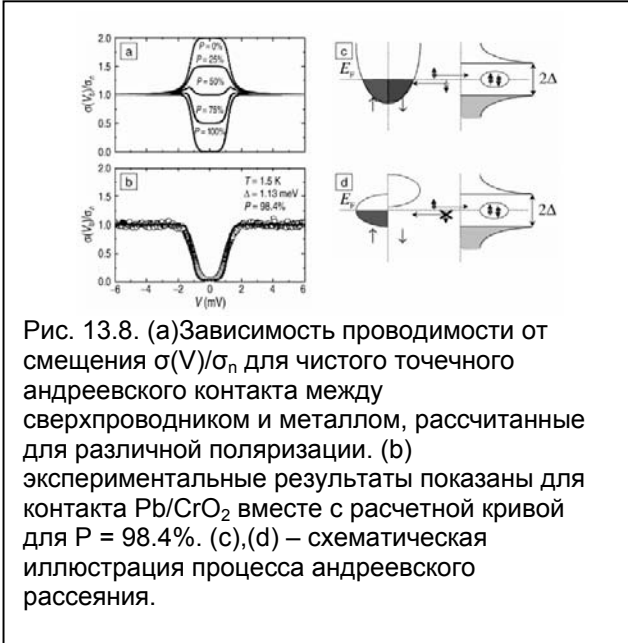 a
σ(Vb)/σn
2.0
1.5
1.0
0.5
0.0
P = 0%
P = 25%
P = 50%
P = 75%
P = 100%
b
σ(Vb)/σn
2.0
1.5
1.0
0.5
0.0
T = 1.5 K
Δ = 1.13 meV
P = 98.4%
-6 -4 -2 0 2 4 6
V (mV)
c
EF
2Δ
d
EF
2Δ
Рис. 13.8. (a)Зависимость проводимости от
смещения σ(V)/σn для чистого точечного
андреевского контакта между
сверхпроводником и металлом, рассчитанные
для различной поляризации. (b)
экспериментальные результаты показаны для
контакта Pb/CrO2 вместе с расчетной кривой
для P = 98.4%. (c),(d) – схематическая
иллюстрация процесса андреевского
рассеяния.